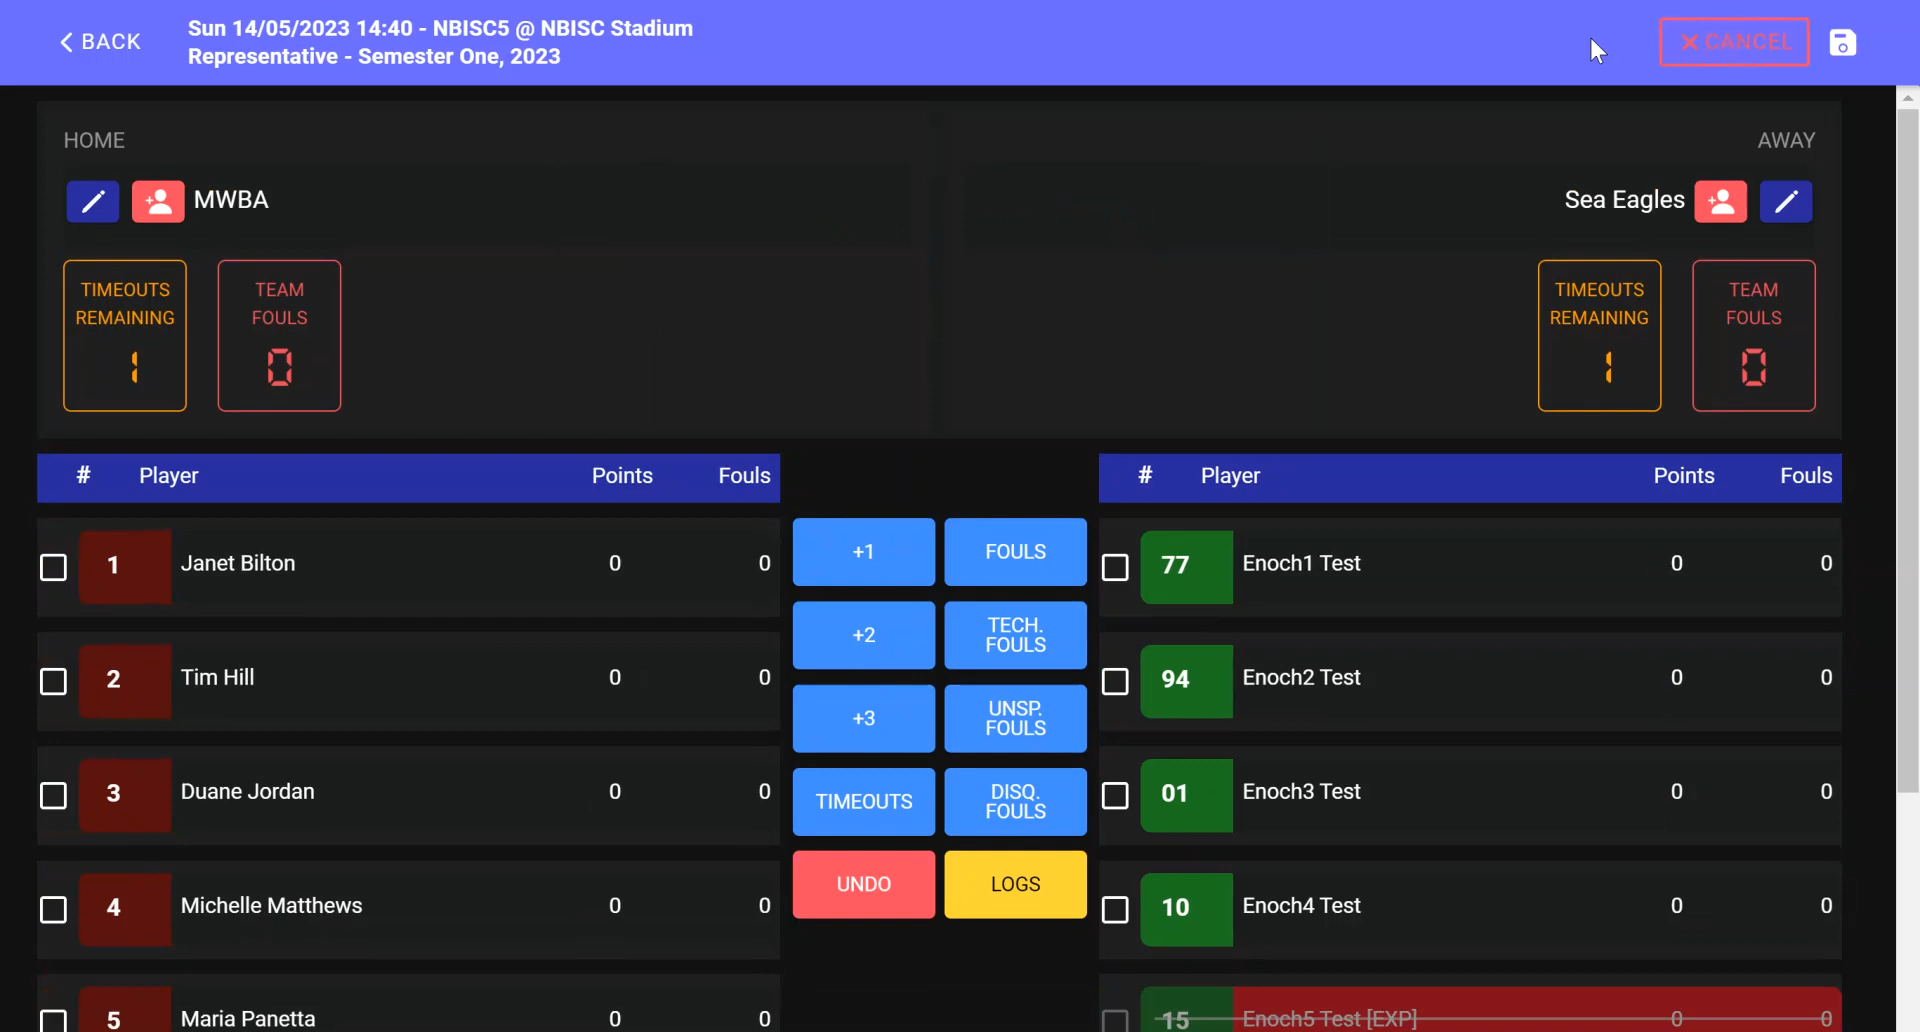 BACK
Sun 14/05/2023 14:40 - NBISC5 @ NBISC Stadium
Representative - Semester One, 2023
CANCEL
HOME
AWAY
MWBA
Sea Eagles
TIMEOUTS
REMAINING
1
TEAM
FOULS
0
TIMEOUTS
REMAINING
1
TEAM
FOULS
0
# Player Points Fouls
1 Janet Bilton 0 0
2 Tim Hill 0 0
3 Duane Jordan 0 0
4 Michelle Matthews 0 0
5 Maria Panetta 0 0
+1
FOULS
+2
TECH.
FOULS
+3
UNSP.
FOULS
TIMEOUTS
DISQ.
FOULS
UNDO
LOGS
# Player Points Fouls
77 Enoch1 Test 0 0
94 Enoch2 Test 0 0
01 Enoch3 Test 0 0
10 Enoch4 Test 0 0
15 Enoch5 Test [EXP] 0 0